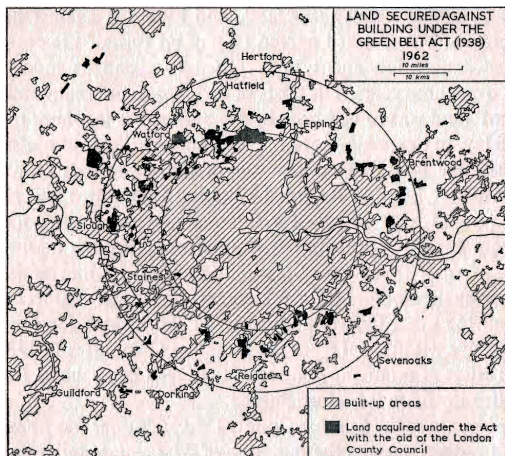 LAND SECURED AGAINST
BUILDING UNDER THE
GREEN BELT ACT (1938)
1962
10 miles
10 kms
Hertford
Hatfield
Watford
Epping
Brentwood
Slough
Staines
Sevenoaks
Reigate
Guildford
Dorking
Built-up areas
Land acquired under the Act
with the aid of the London
County Council